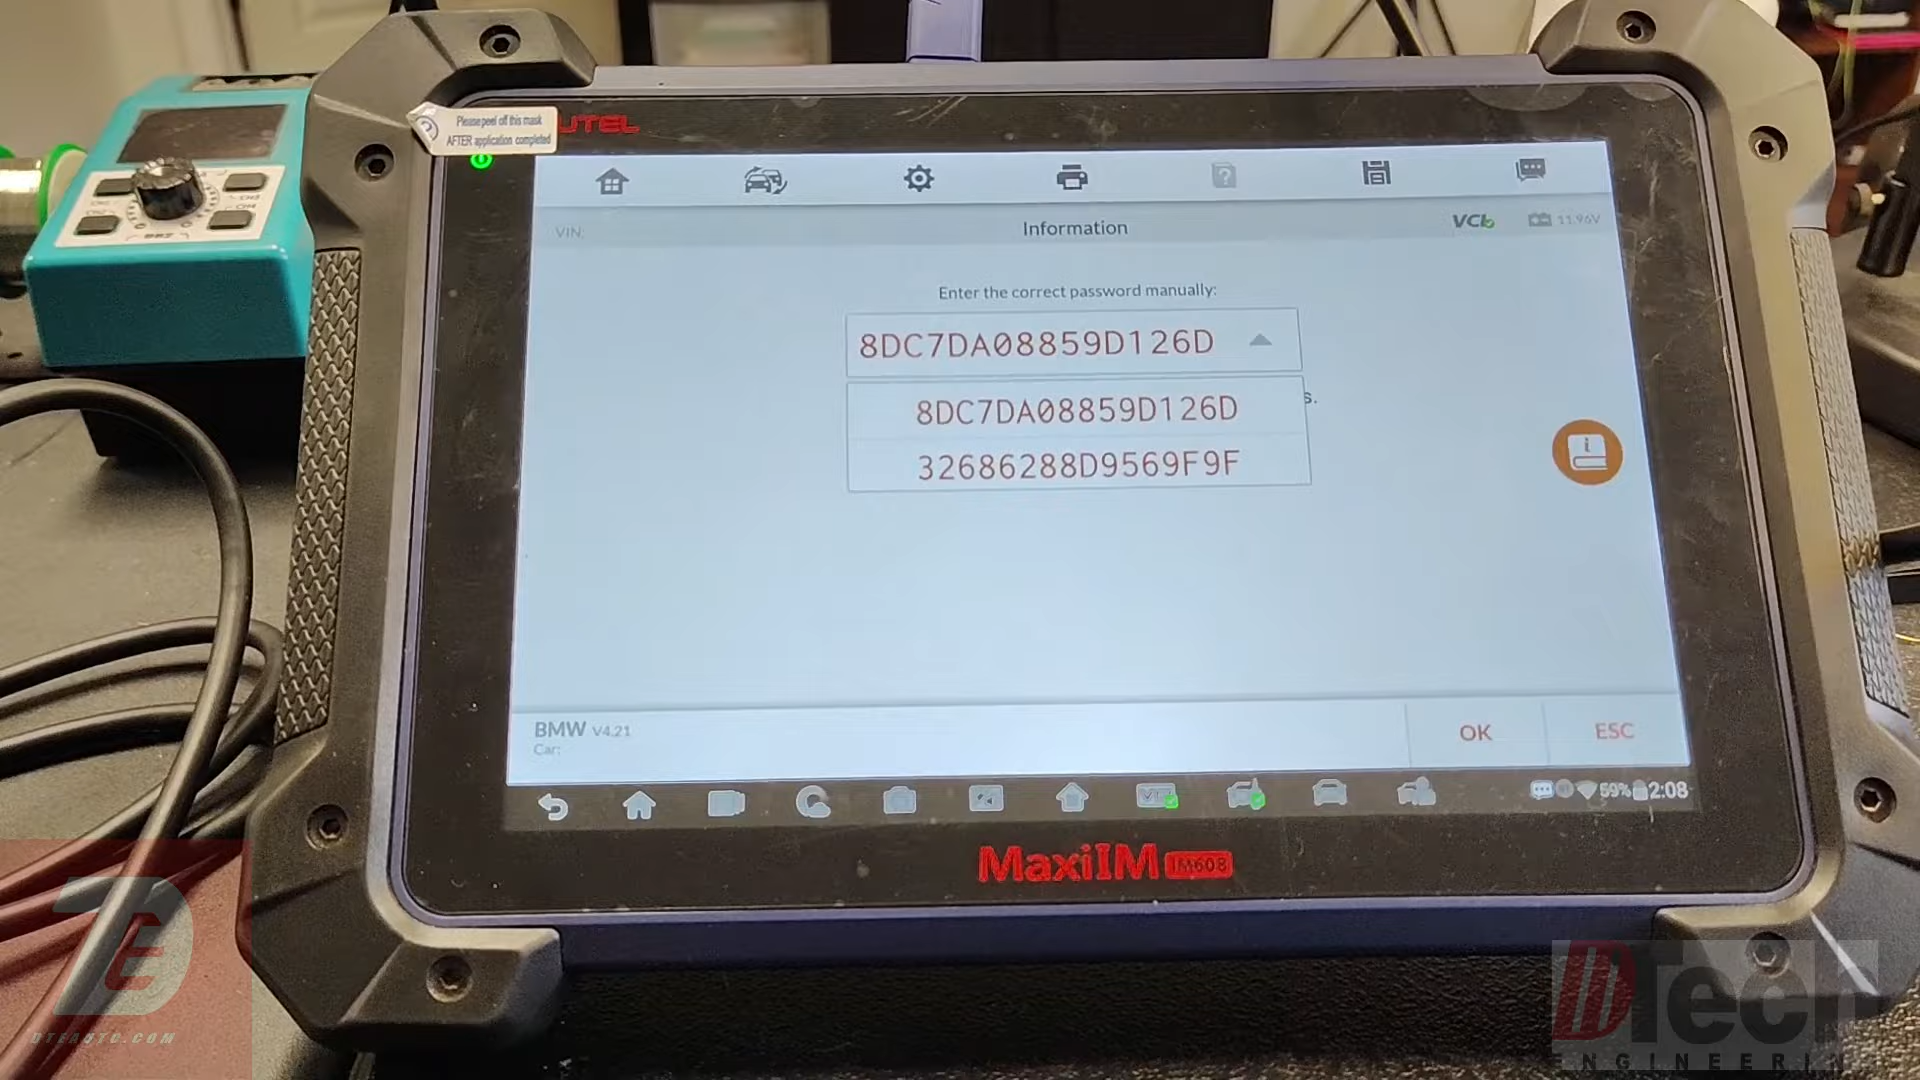 Please peel off this mask
AFTER application completed
UTEL
VIN:
Information
VCI
11.96V
Enter the correct password manually:
8DC7DA08859D126D
8DC7DA08859D126D
s.
32686288D9569F9F
BMW V4.21
Car:
OK
ESC
59%
2:08
MaxiIM IM608
DTEAUTO.COM
DTech
ENGINEERIN